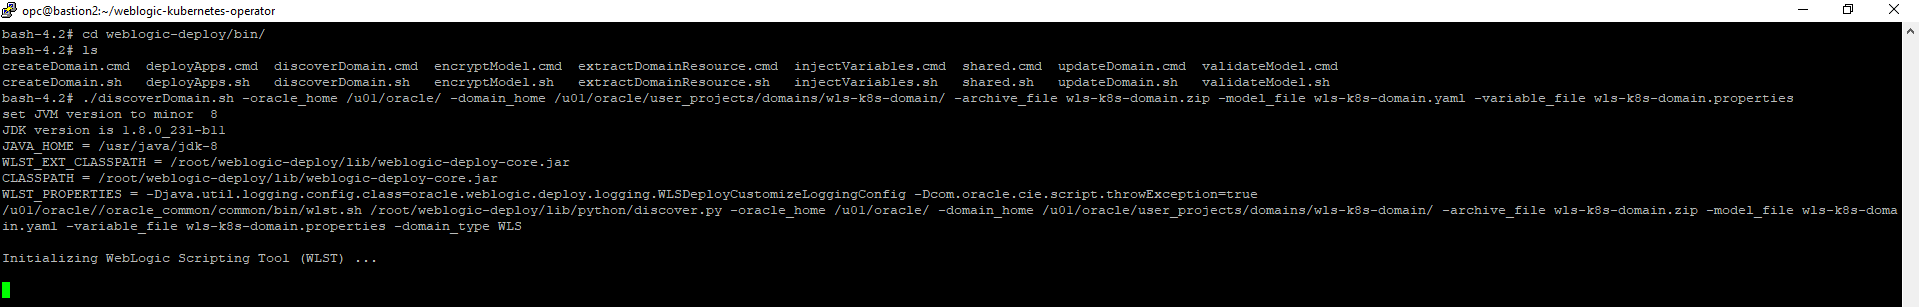 opc@bastion2:~/weblogic-kubernetes-operator
bash-4.2# cd weblogic-deploy/bin/
bash-4.2# ls
createDomain.cmd  deployApps.cmd  discoverDomain.cmd  encryptModel.cmd  extractDomainResource.cmd  injectVariables.cmd  shared.cmd  updateDomain.cmd  validateModel.cmd
createDomain.sh   deployApps.sh   discoverDomain.sh   encryptModel.sh   extractDomainResource.sh   injectVariables.sh   shared.sh   updateDomain.sh   validateModel.sh
bash-4.2# ./discoverDomain.sh -oracle_home /u01/oracle/ -domain_home /u01/oracle/user_projects/domains/wls-k8s-domain/ -archive_file wls-k8s-domain.zip -model_file wls-k8s-domain.yaml -variable_file wls-k8s-domain.properties
set JVM version to minor  8
JDK version is 1.8.0_231-b11
JAVA_HOME = /usr/java/jdk-8
WLST_EXT_CLASSPATH = /root/weblogic-deploy/lib/weblogic-deploy-core.jar
CLASSPATH = /root/weblogic-deploy/lib/weblogic-deploy-core.jar
WLST_PROPERTIES = -Djava.util.logging.config.class=oracle.weblogic.deploy.logging.WLSDeployCustomizeLoggingConfig -Dcom.oracle.cie.script.throwException=true
/u01/oracle//oracle_common/common/bin/wlst.sh /root/weblogic-deploy/lib/python/discover.py -oracle_home /u01/oracle/ -domain_home /u01/oracle/user_projects/domains/wls-k8s-domain/ -archive_file wls-k8s-domain.zip -model_file wls-k8s-doma
in.yaml -variable_file wls-k8s-domain.properties -domain_type WLS
Initializing WebLogic Scripting Tool (WLST) ...